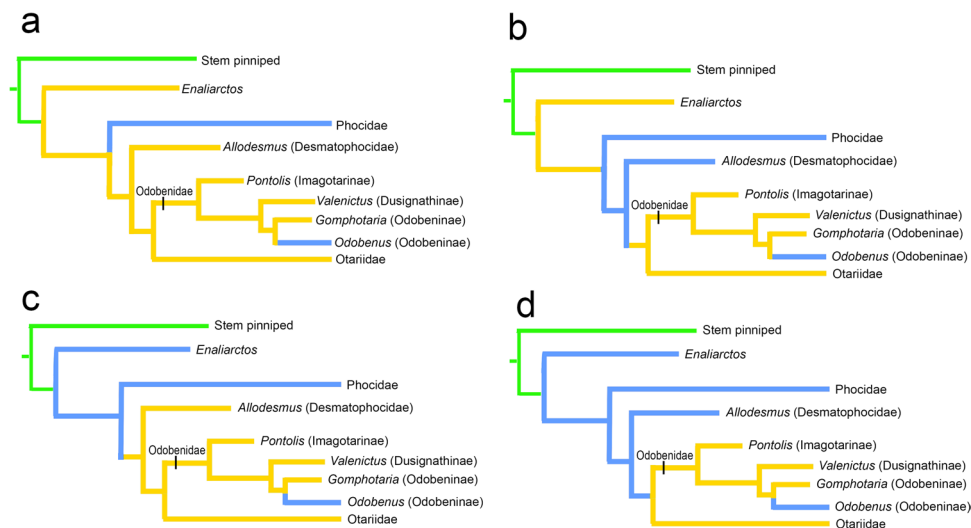 a
Stem pinniped
Enaliarctos
Phocidae
Allodesmus (Desmatophocidae)
Odobenidae
Pontolis (Imagotarinae)
Valenictus (Dusignathinae)
Gomphotaria (Odobeninae)
Odobenus (Odobeninae)
Otariidae
b
Stem pinniped
Enaliarctos
Phocidae
Allodesmus (Desmatophocidae)
Odobenidae
Pontolis (Imagotarinae)
Valenictus (Dusignathinae)
Gomphotaria (Odobeninae)
Odobenus (Odobeninae)
Otariidae
c
Stem pinniped
Enaliarctos
Phocidae
Allodesmus (Desmatophocidae)
Odobenidae
Pontolis (Imagotarinae)
Valenictus (Dusignathinae)
Gomphotaria (Odobeninae)
Odobenus (Odobeninae)
Otariidae
d
Stem pinniped
Enaliarctos
Phocidae
Allodesmus (Desmatophocidae)
Odobenidae
Pontolis (Imagotarinae)
Valenictus (Dusignathinae)
Gomphotaria (Odobeninae)
Odobenus (Odobeninae)
Otariidae